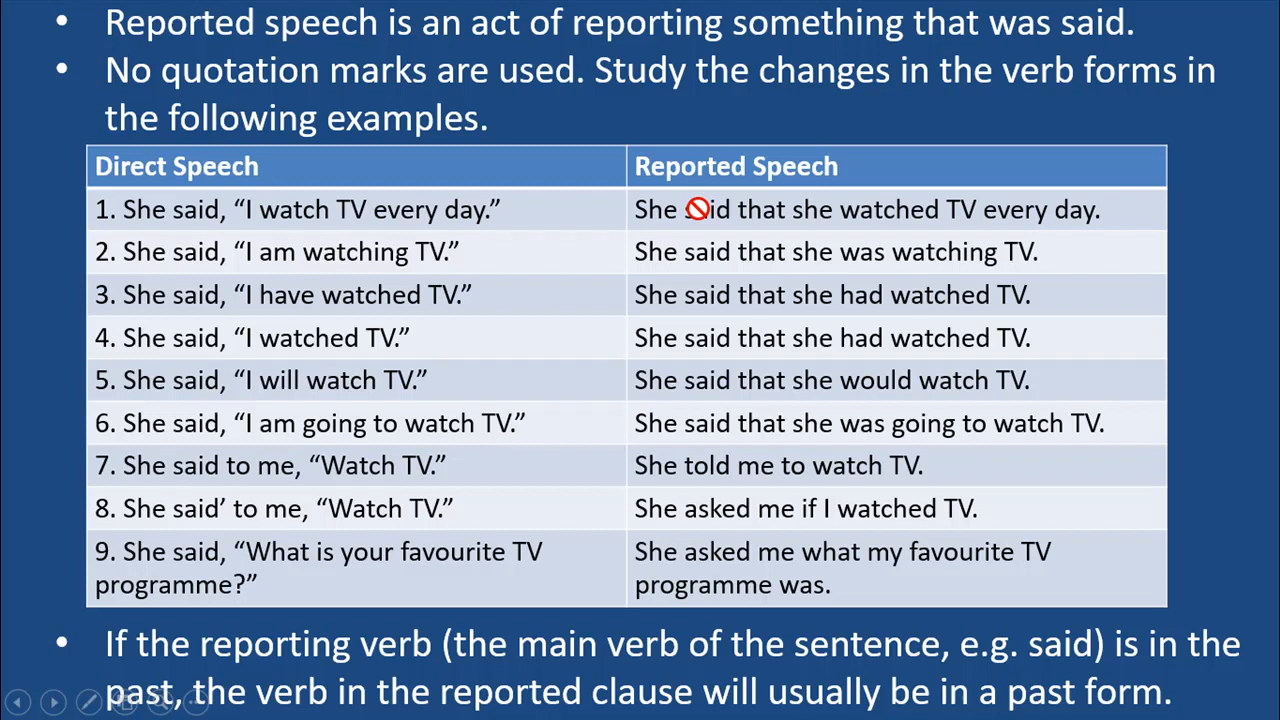 • Reported speech is an act of reporting something that was said.
• No quotation marks are used. Study the changes in the verb forms in
the following examples.
Direct Speech Reported Speech
1. She said, “I watch TV every day.” She said that she watched TV every day.
2. She said, “I am watching TV.” She said that she was watching TV.
3. She said, “I have watched TV.” She said that she had watched TV.
4. She said, “I watched TV.” She said that she had watched TV.
5. She said, “I will watch TV.” She said that she would watch TV.
6. She said, “I am going to watch TV.” She said that she was going to watch TV.
7. She said to me, “Watch TV.” She told me to watch TV.
8. She said’ to me, “Watch TV.” She asked me if I watched TV.
9. She said, “What is your favourite TV She asked me what my favourite TV
programme?” programme was.
• If the reporting verb (the main verb of the sentence, e.g. said) is in the
past, the verb in the reported clause will usually be in a past form.